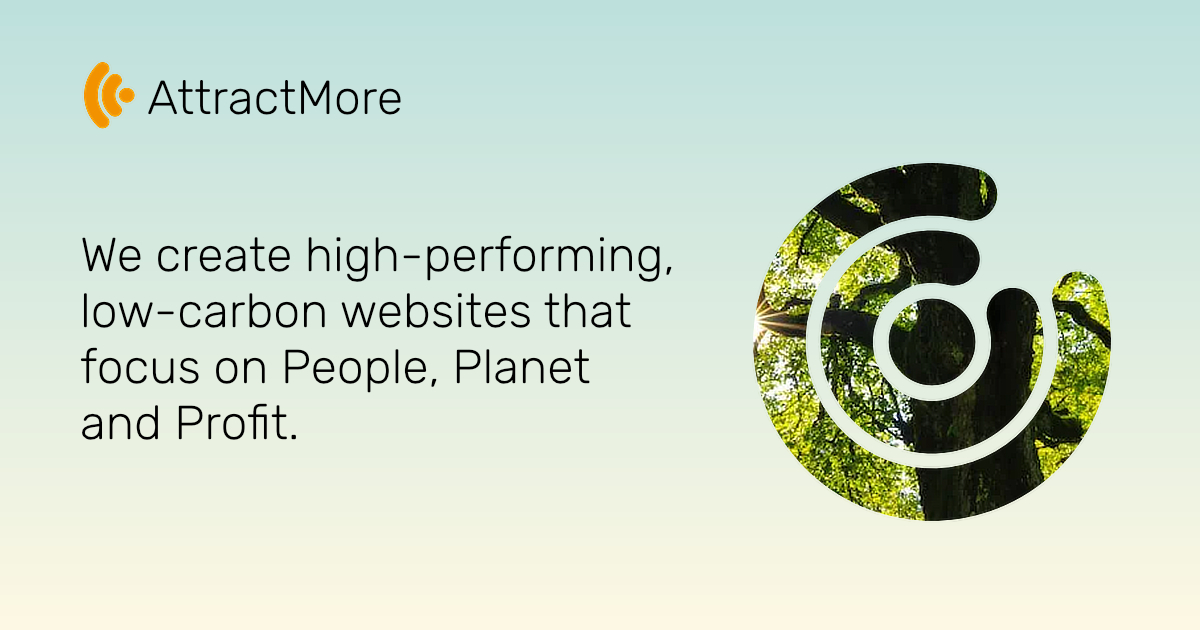 AttractMore
We create high-performing,
low-carbon websites that
focus on People, Planet
and Profit.